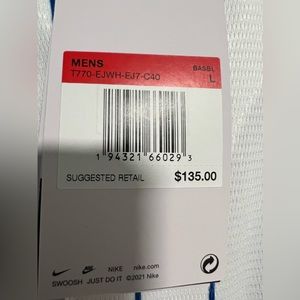 MENS BASBL
T770-EJWH-EJ7-C40 L
1 94321 66029 3
SUGGESTED RETAIL $135.00
NIKE nike.com
SWOOSH JUST DO IT ©2021 Nike
L